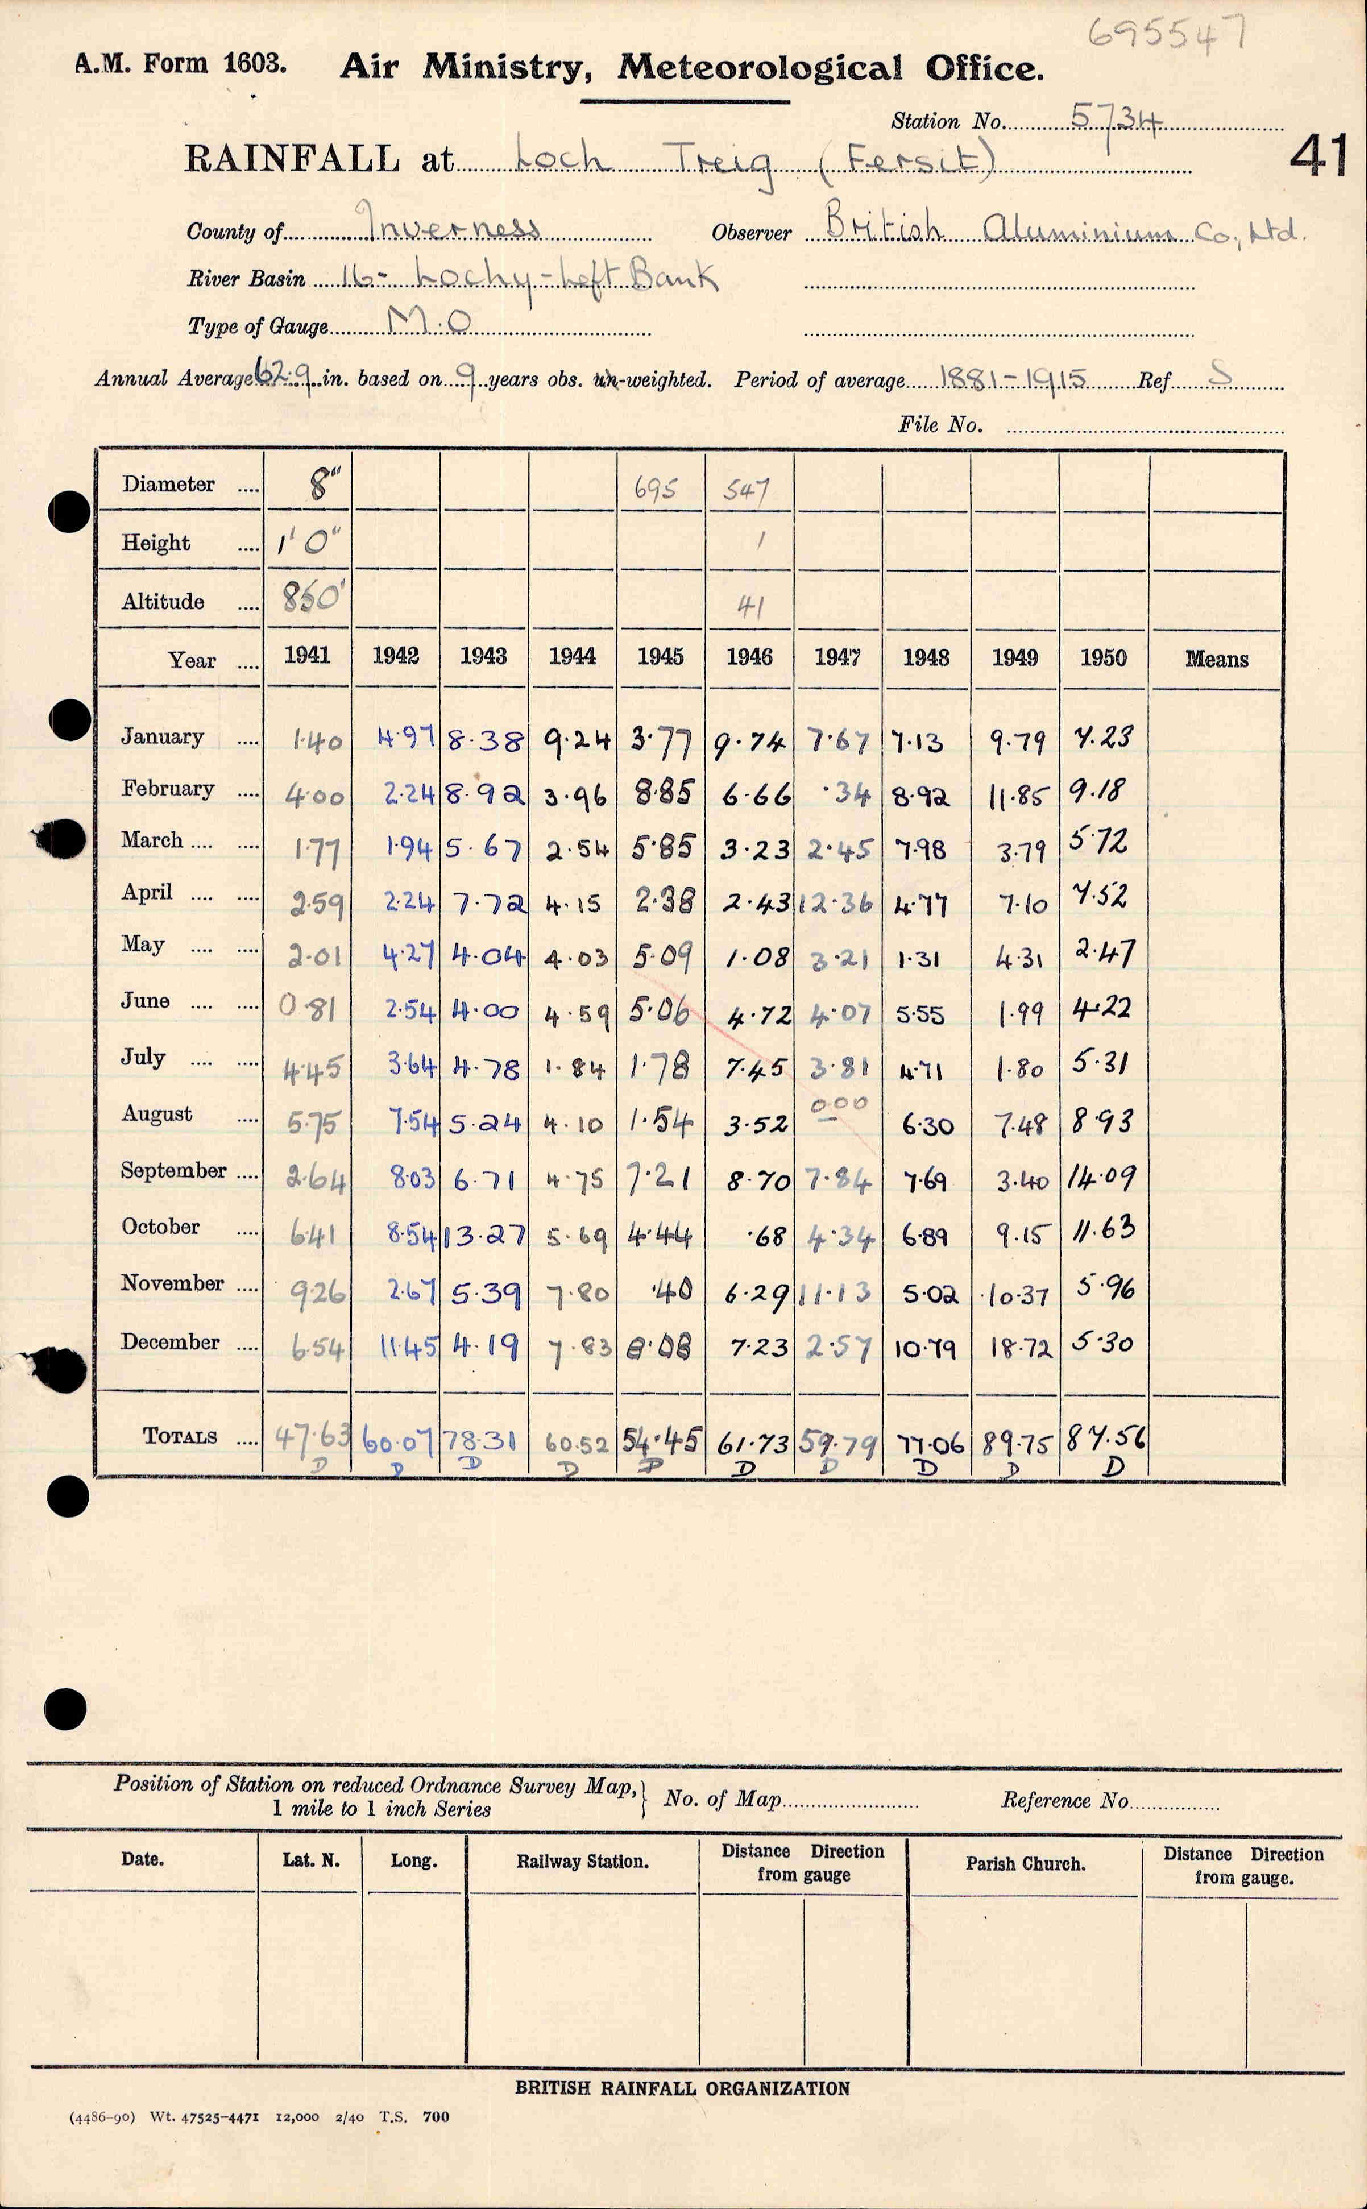 695547
A.M. Form 1603. Air Ministry, Meteorological Office.
Station No. 5734
41
RAINFALL at Loch Treig (Fersit)
County of Inverness Observer British Aluminium Co., Ltd.
River Basin 16- Lochy-Left Bank
Type of Gauge M.O
Annual Average 62.9 in. based on 9 years obs. un-weighted. Period of average 1881-1915 Ref S
File No.
Diameter .... 8" 695 547
Height .... 1' 0" 1
Altitude .... 850' 41
Year .... 1941 1942 1943 1944 1945 1946 1947 1948 1949 1950 Means
January .... 1.40 4.97 8.38 9.24 3.77 9.74 7.67 7.13 9.79 7.23
February .... 4.00 2.24 8.92 3.96 8.85 6.66 .34 8.92 11.85 9.18
March .... .... 1.77 1.94 5.67 2.54 5.85 3.23 2.45 7.98 3.79 5.72
April .... .... 2.59 2.24 7.72 4.15 2.38 2.43 12.36 4.77 7.10 7.52
May .... .... 2.01 4.27 4.04 4.03 5.09 1.08 3.21 1.31 4.31 2.47
June .... .... 0.81 2.54 4.00 4.59 5.06 4.72 4.07 5.55 1.99 4.22
July .... .... 4.45 3.64 4.78 1.84 1.78 7.45 3.81 4.71 1.80 5.31
August .... 5.75 7.54 5.24 4.10 1.54 3.52 0.00 6.30 7.48 8.93
September .... 2.64 8.03 6.71 4.75 7.21 8.70 7.84 7.69 3.40 14.09
October .... 6.41 8.54 13.27 5.69 4.44 .68 4.34 6.89 9.15 11.63
November .... 9.26 2.67 5.39 7.80 .40 6.29 11.13 5.02 10.37 5.96
December .... 6.54 11.45 4.19 7.83 8.08 7.23 2.57 10.79 18.72 5.30
TOTALS .... 47.63 60.07 78.31 60.52 54.45 61.73 59.79 77.06 89.75 87.56
D D D D D D D D D D
Position of Station on reduced Ordnance Survey Map, } No. of Map Reference No.
1 mile to 1 inch Series
Date. Lat. N. Long. Railway Station. Distance Direction from gauge Parish Church. Distance Direction from gauge.
BRITISH RAINFALL ORGANIZATION
(4486-90) Wt. 47525-4471 12,000 2/40 T.S. 700